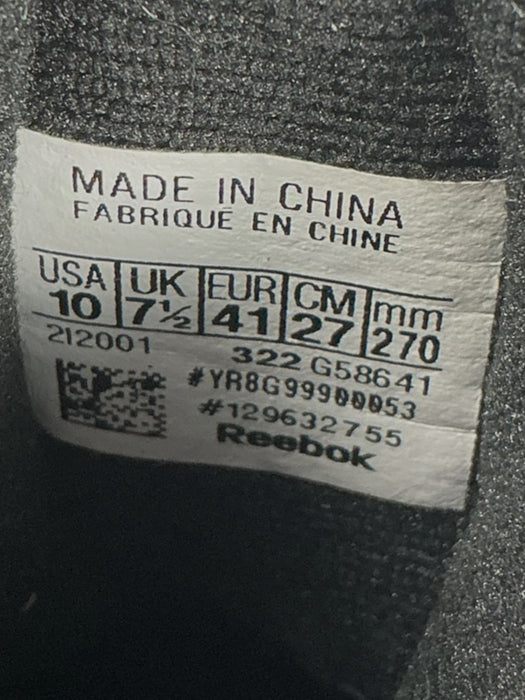 MADE IN CHINA
FABRIQUÉ EN CHINE
USA UK EUR CM mm
10 7½ 41 27 270
212001 322 G58641
#YR8G99900053
#129632755
Reebok